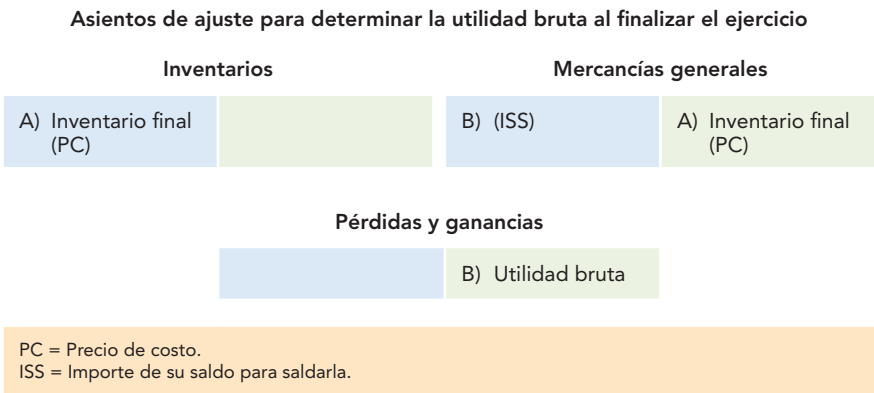 Asientos de ajuste para determinar la utilidad bruta al finalizar el ejercicio
Inventarios
Mercancías generales
A) Inventario final
(PC)
B) (ISS)
A) Inventario final
(PC)
Pérdidas y ganancias
B) Utilidad bruta
PC = Precio de costo.
ISS = Importe de su saldo para saldarla.